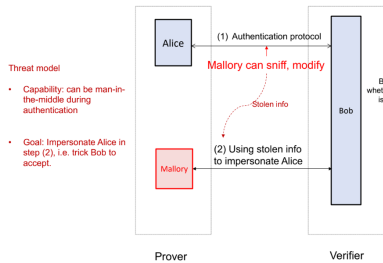 Alice
(1) Authentication protocol
Mallory can sniff, modify
Threat model
• Capability: can be man-in-
the-middle during
authentication
Stolen info
B
whet
is
Bob
• Goal: Impersonate Alice in
step (2), i.e. trick Bob to
accept.
Mallory
(2) Using stolen info
to impersonate Alice
Prover
Verifier